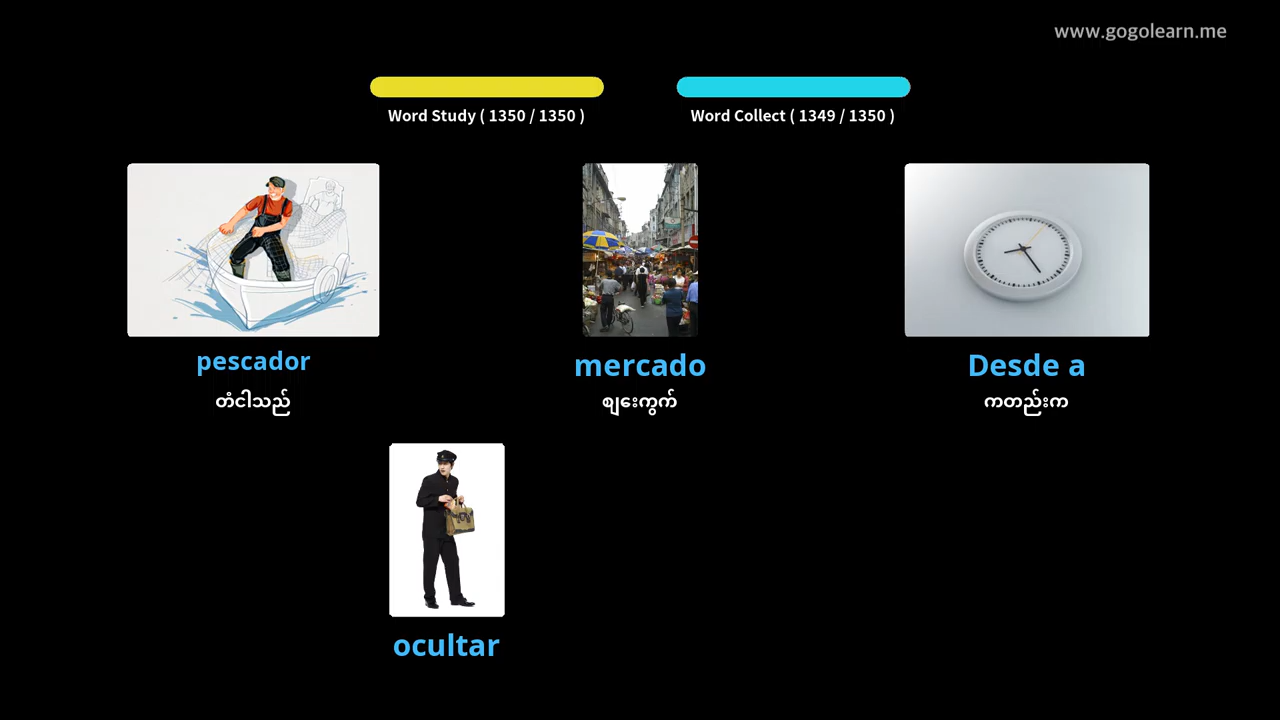 www.gogolearn.me
Word Study ( 1350 / 1350 )
Word Collect ( 1349 / 1350 )
pescador
mercado
Desde a
တံငါသည်
စျေးကွက်
ကတည်းက
ocultar